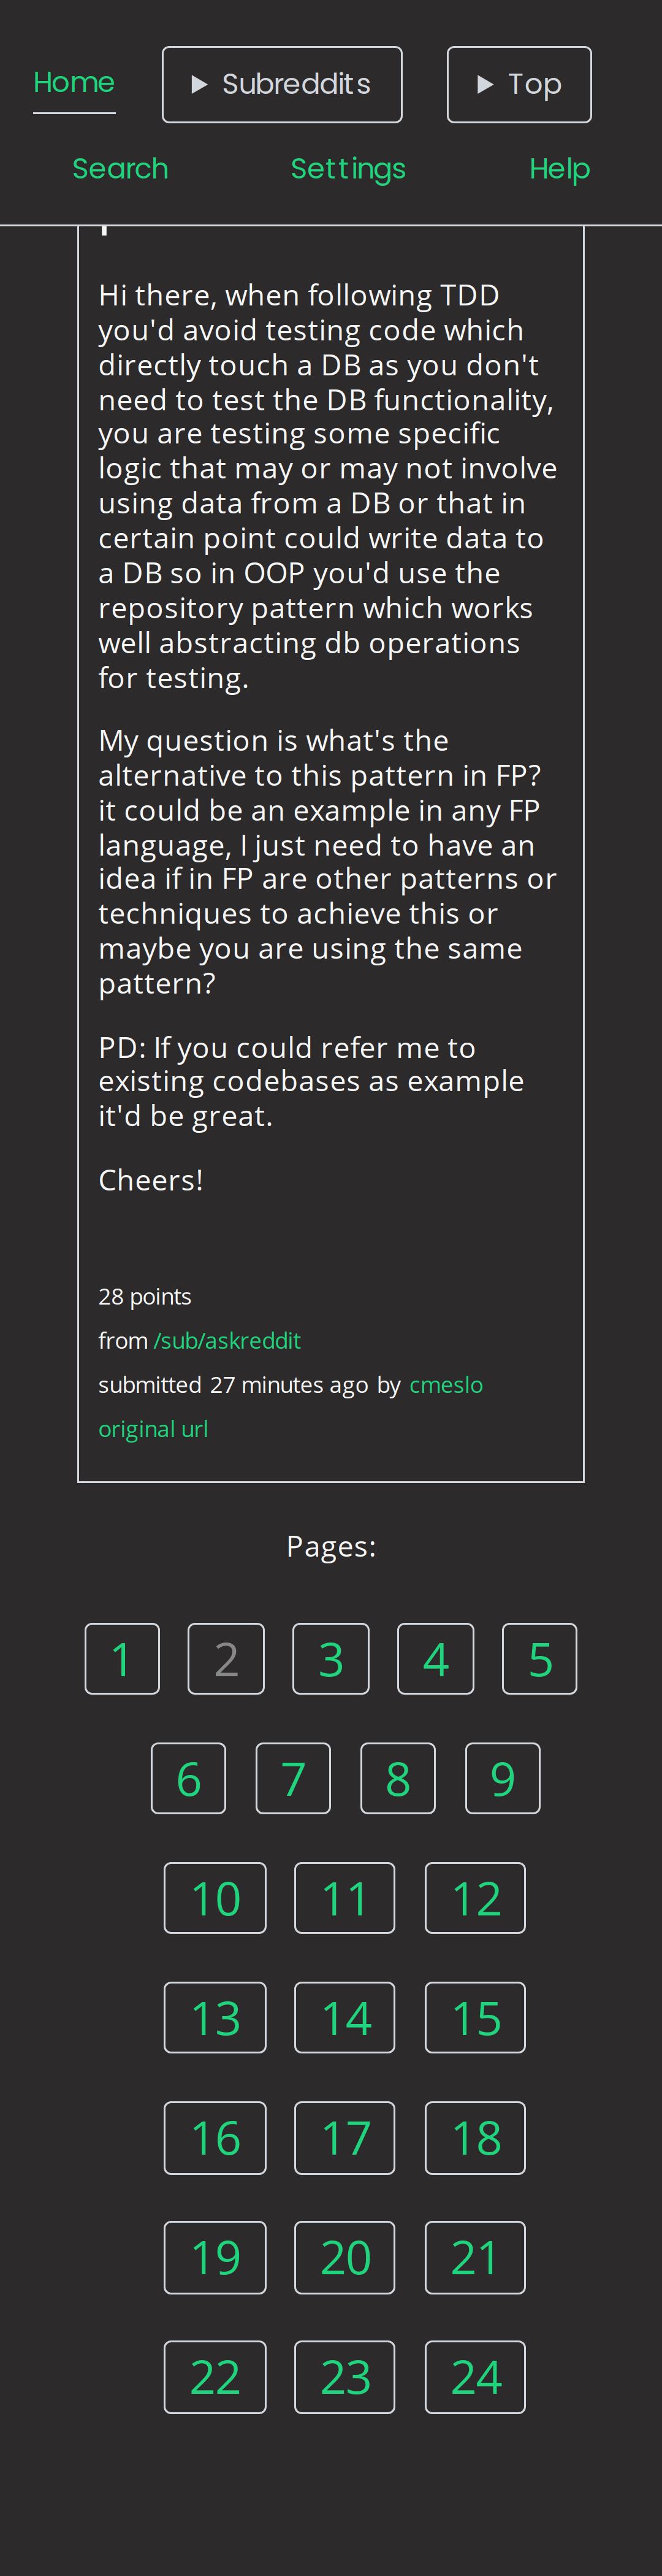 Home
▶ Subreddits
▶ Top
Search
Settings
Help
Hi there, when following TDD
you'd avoid testing code which
directly touch a DB as you don't
need to test the DB functionality,
you are testing some specific
logic that may or may not involve
using data from a DB or that in
certain point could write data to
a DB so in OOP you'd use the
repository pattern which works
well abstracting db operations
for testing.
My question is what's the
alternative to this pattern in FP?
it could be an example in any FP
language, I just need to have an
idea if in FP are other patterns or
techniques to achieve this or
maybe you are using the same
pattern?
PD: If you could refer me to
existing codebases as example
it'd be great.
Cheers!
28 points
from /sub/askreddit
submitted 27 minutes ago by cmeslo
original url
Pages:
1 2 3 4 5
6 7 8 9
10 11 12
13 14 15
16 17 18
19 20 21
22 23 24